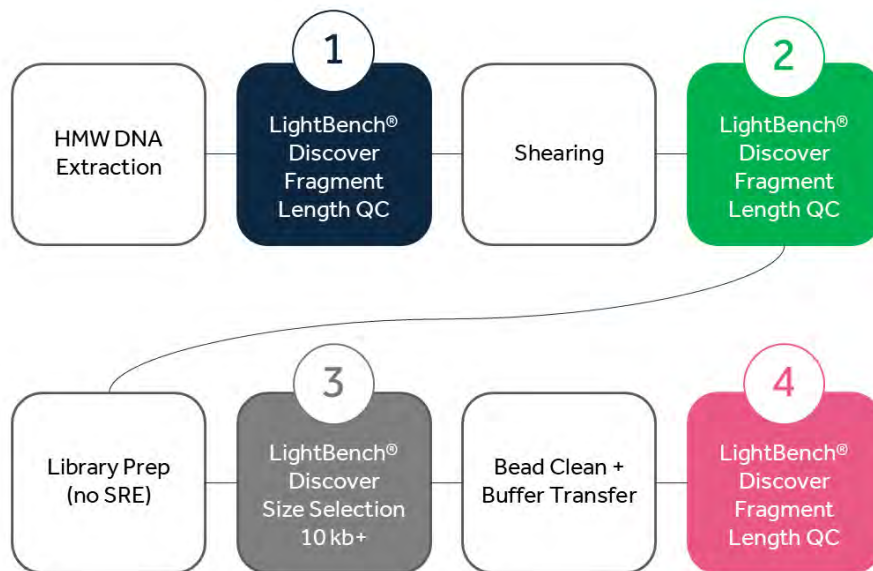 1
2
HMW DNA
Extraction
LightBench®
Discover
Fragment
Length QC
Shearing
LightBench®
Discover
Fragment
Length QC
3
4
Library Prep
(no SRE)
LightBench®
Discover
Size Selection
10 kb+
Bead Clean +
Buffer Transfer
LightBench®
Discover
Fragment
Length QC